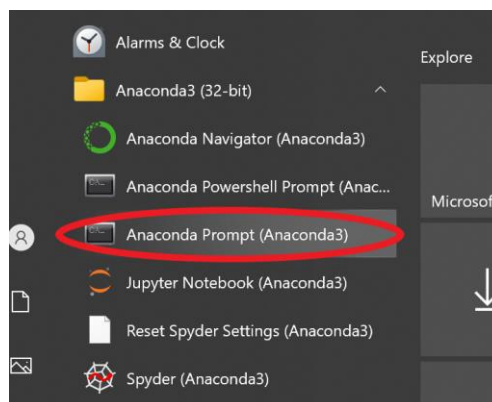 Alarms & Clock
Explore
Anaconda3 (32-bit)
Anaconda Navigator (Anaconda3)
Anaconda Powershell Prompt (Anac...
Microsof
Anaconda Prompt (Anaconda3)
Jupyter Notebook (Anaconda3)
Reset Spyder Settings (Anaconda3)
Spyder (Anaconda3)